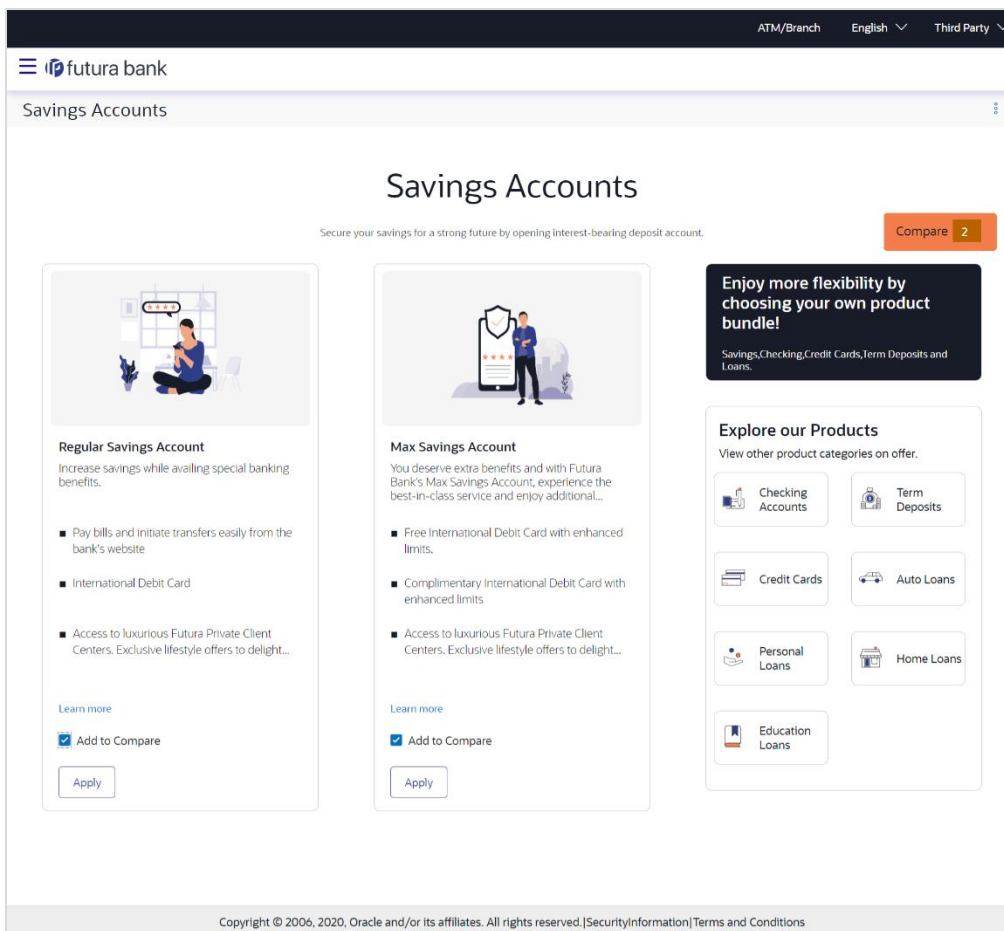 ATM/Branch English Third Party
futura bank
Savings Accounts
Savings Accounts
Secure your savings for a strong future by opening interest-bearing deposit account.
Compare 2
Regular Savings Account
Increase savings while availing special banking
benefits.
Pay bills and initiate transfers easily from the
bank's website
International Debit Card
Access to luxurious Futura Private Client
Centers. Exclusive lifestyle offers to delight...
Learn more
Add to Compare
Apply
Max Savings Account
You deserve extra benefits and with Futura
Bank's Max Savings Account, experience the
best-in-class service and enjoy additional...
Free International Debit Card with enhanced
limits.
Complimentary International Debit Card with
enhanced limits
Access to luxurious Futura Private Client
Centers. Exclusive lifestyle offers to delight...
Learn more
Add to Compare
Apply
Enjoy more flexibility by
choosing your own product
bundle!
Savings,Checking,Credit Cards,Term Deposits and
Loans.
Explore our Products
View other product categories on offer.
Checking
Accounts
Term
Deposits
Credit Cards
Auto Loans
Personal
Loans
Home Loans
Education
Loans
Copyright © 2006, 2020, Oracle and/or its affiliates. All rights reserved.|SecurityInformation|Terms and Conditions